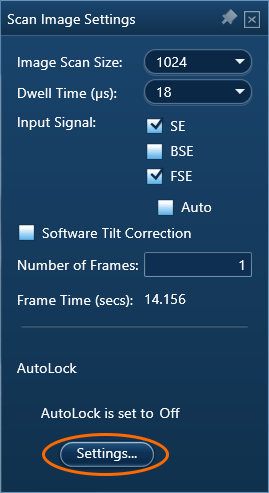 Scan Image Settings
Image Scan Size: 1024
Dwell Time (µs): 18
Input Signal: SE
BSE
FSE
Auto
Software Tilt Correction
Number of Frames: 1
Frame Time (secs): 14.156
AutoLock
AutoLock is set to Off
Settings...